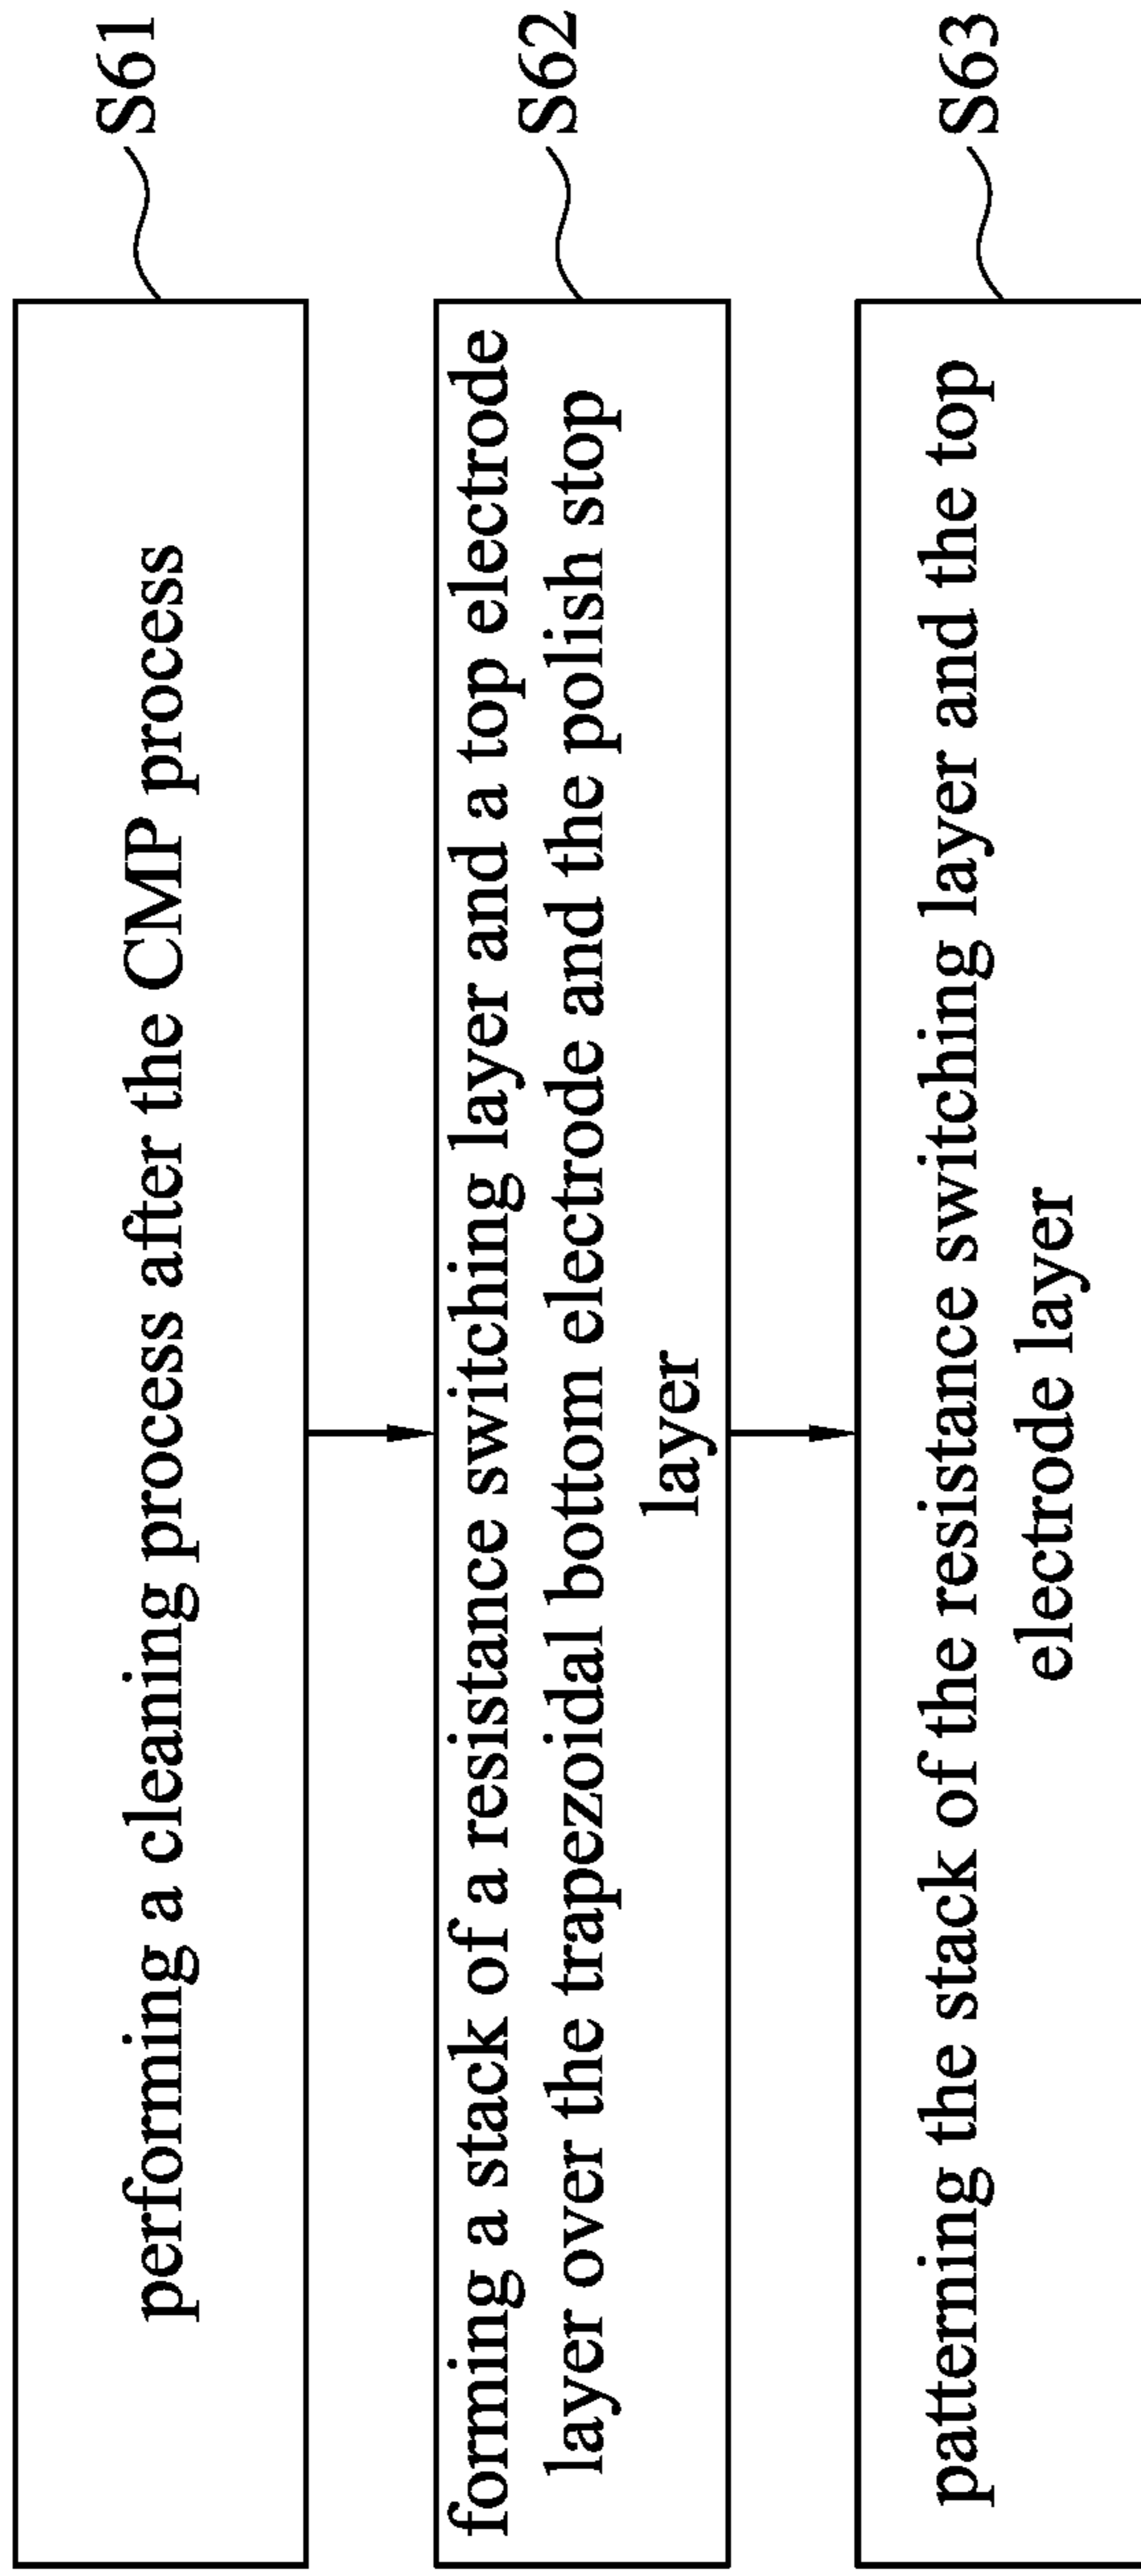 performing a cleaning process after the CMP process
S61
forming a stack of a resistance switching layer and a top electrode
layer over the trapezoidal bottom electrode and the polish stop
layer
S62
patterning the stack of the resistance switching layer and the top
electrode layer
S63